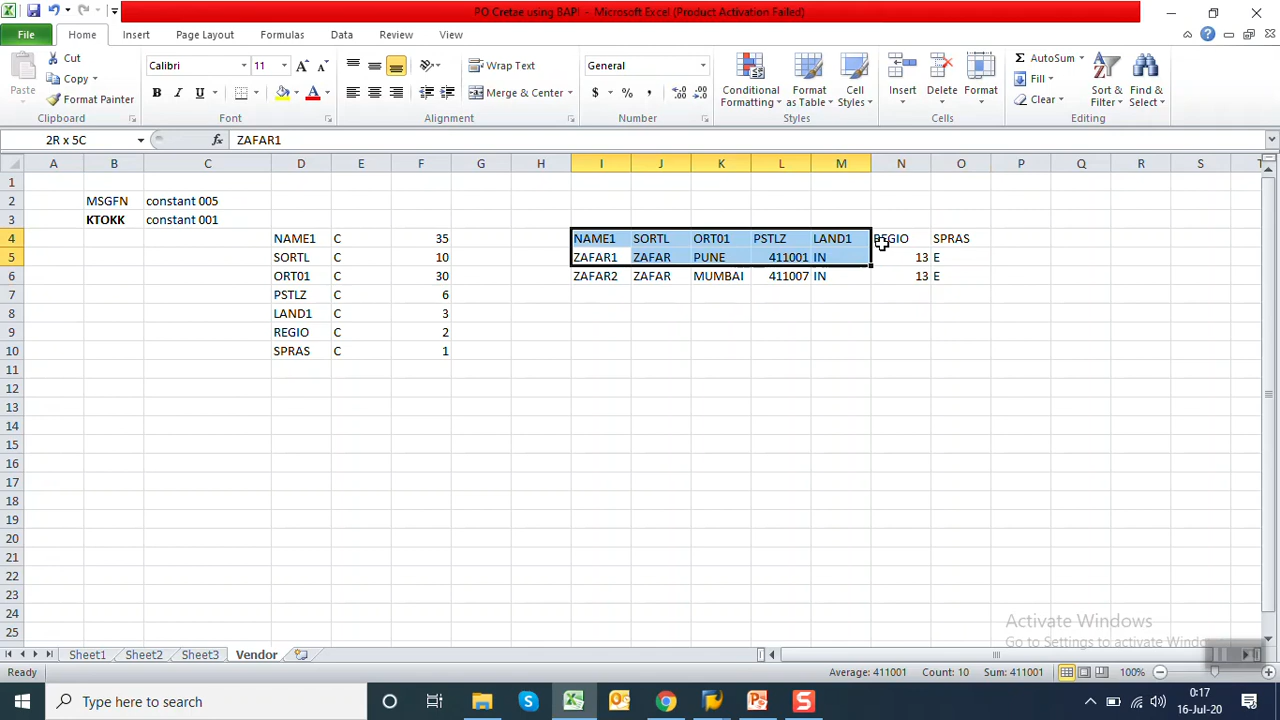 PO Cretae using BAPI - Microsoft Excel (Product Activation Failed)
File Home Insert Page Layout Formulas Data Review View
Cut
Copy
Format Painter
Paste
Clipboard
Calibri 11
B I U
Font
Wrap Text
Merge & Center
Alignment
General
$ % ,
Number
Conditional Formatting
Format as Table
Cell Styles
Styles
Insert Delete Format
Cells
AutoSum
Fill
Clear
Sort & Filter
Find & Select
Editing
2R x 5C fx ZAFAR1
A B C D E F G H I J K L M N O P Q R S T
1
2 MSGFN constant 005
3 KTOKK constant 001
4 NAME1 C 35 NAME1 SORTL ORT01 PSTLZ LAND1 REGIO SPRAS
5 SORTL C 10 ZAFAR1 ZAFAR PUNE 411001 IN 13 E
6 ORT01 C 30 ZAFAR2 ZAFAR MUMBAI 411007 IN 13 E
7 PSTLZ C 6
8 LAND1 C 3
9 REGIO C 2
10 SPRAS C 1
11
12
13
14
15
16
17
18
19
20
21
22
23
24
25
Activate Windows
Go to Settings to activate Windows
Sheet1 Sheet2 Sheet3 Vendor
Ready Average: 411001 Count: 10 Sum: 411001 100%
Type here to search
0:17
16-Jul-20